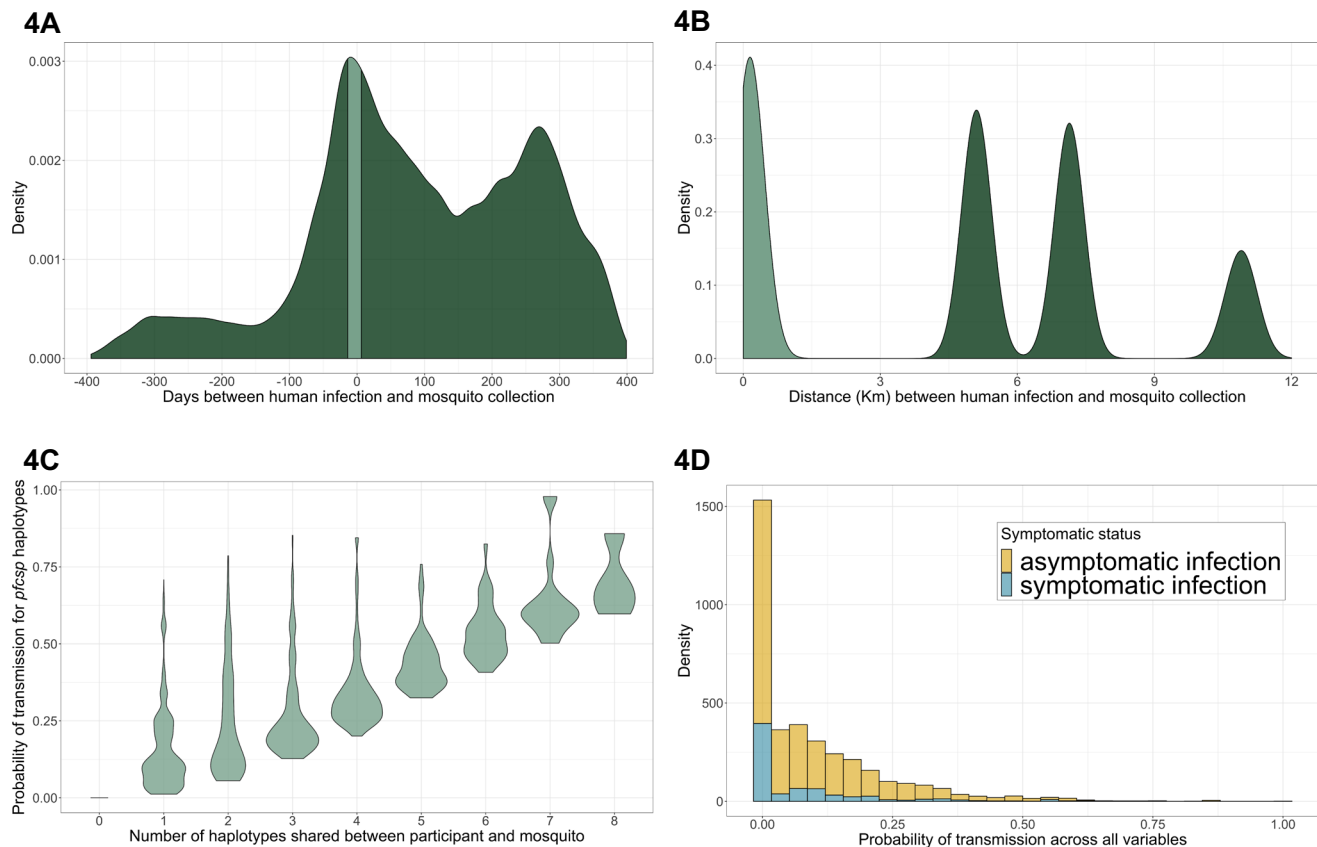 4A
Density
0.003
0.002
0.001
0.000
-400 -300 -200 -100 0 100 200 300 400
Days between human infection and mosquito collection
4B
Density
0.4
0.3
0.2
0.1
0.0
0 3 6 9 12
Distance (Km) between human infection and mosquito collection
4C
Probability of transmission for pfcsp haplotypes
1.00
0.75
0.50
0.25
0.00
0 1 2 3 4 5 6 7 8
Number of haplotypes shared between participant and mosquito
4D
Density
1500
1000
500
0
Symptomatic status
asymptomatic infection
symptomatic infection
0.00 0.25 0.50 0.75 1.00
Probability of transmission across all variables